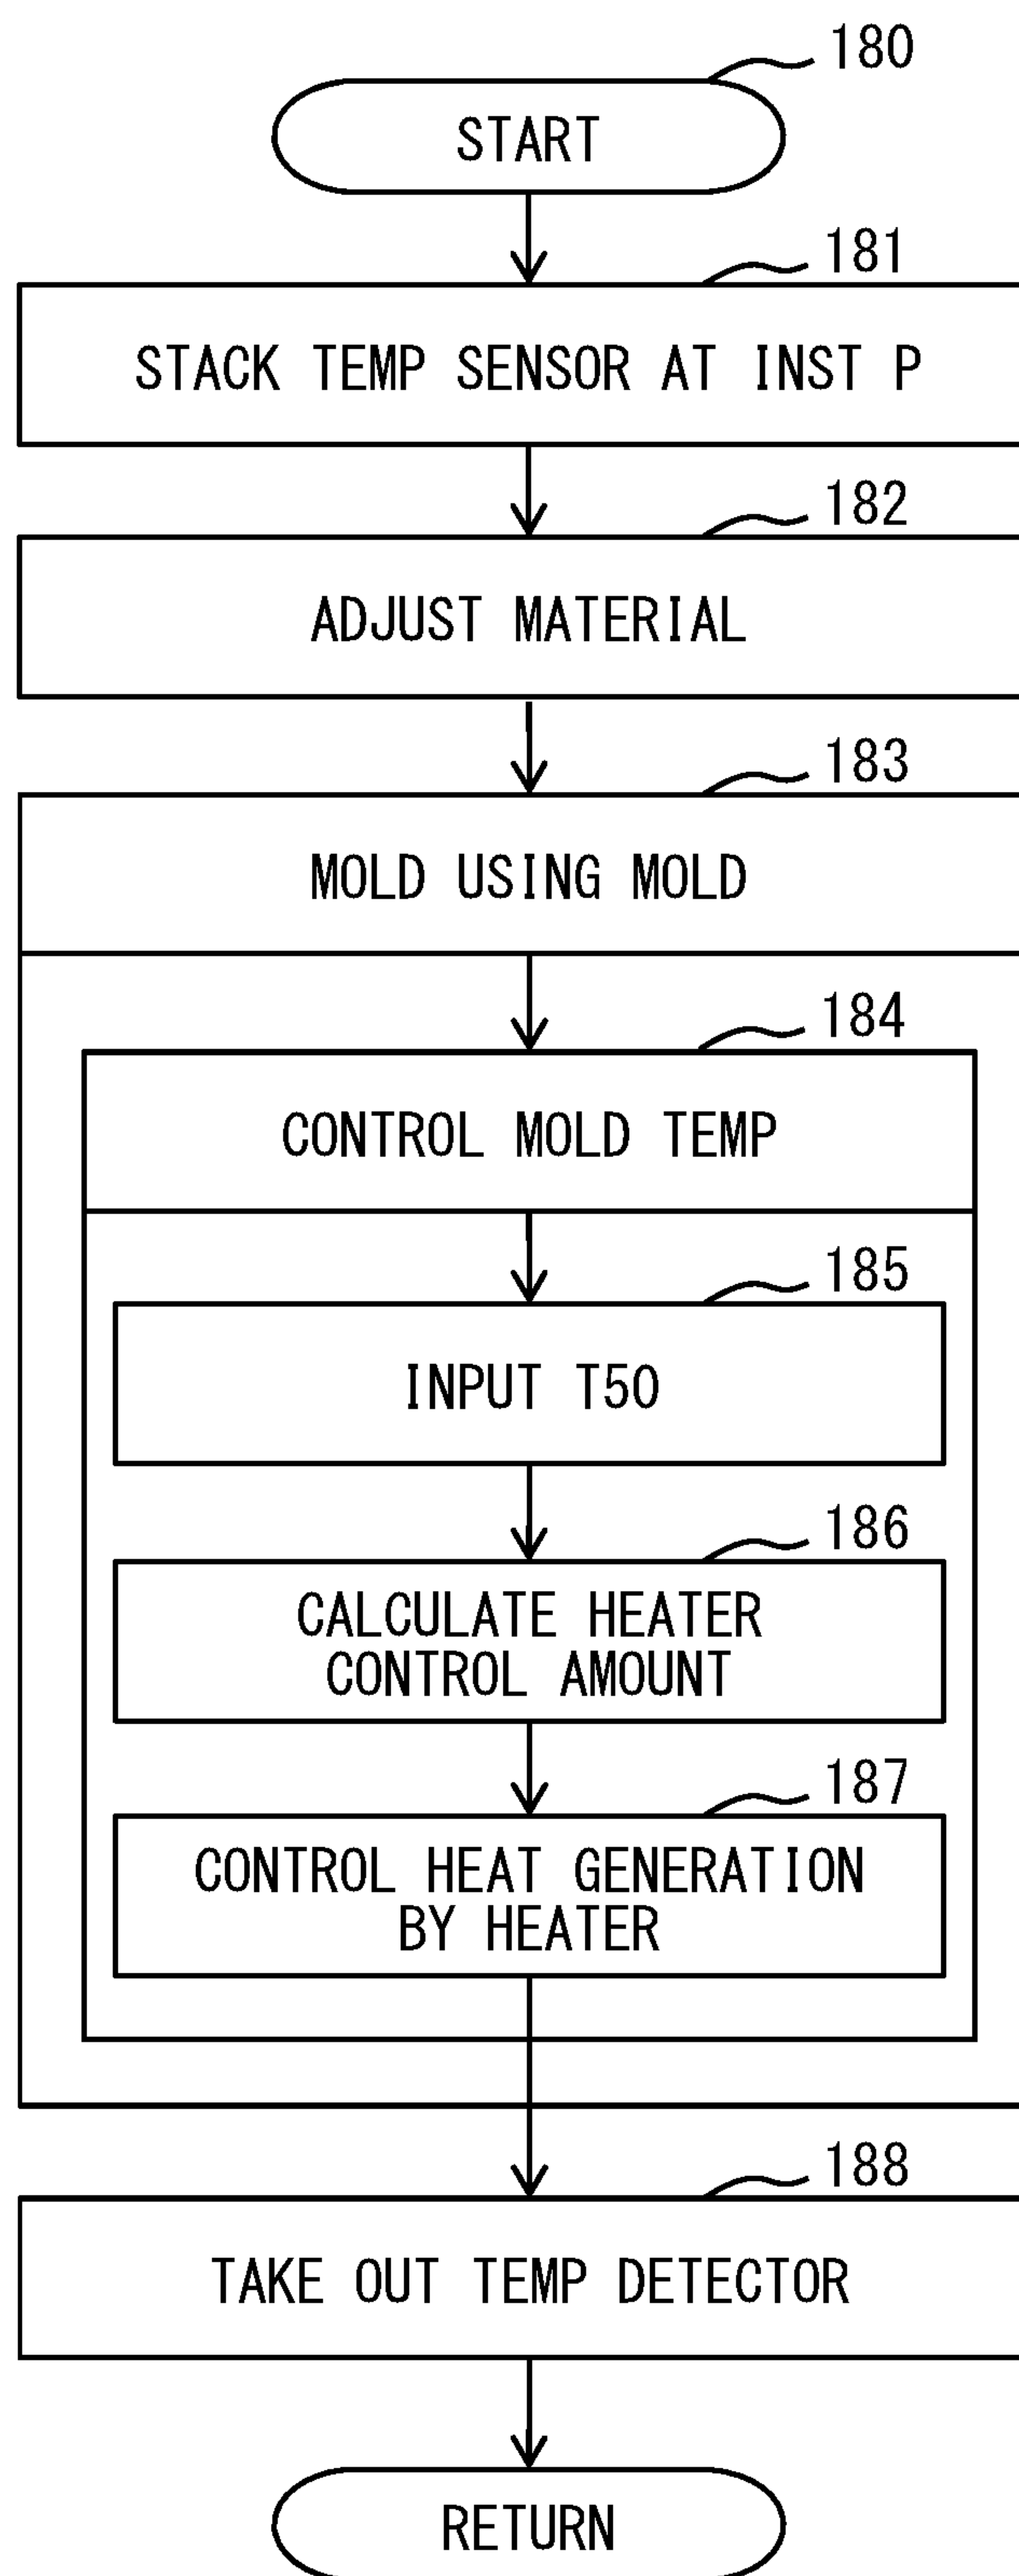 180
START
181
STACK TEMP SENSOR AT INST P
182
ADJUST MATERIAL
183
MOLD USING MOLD
184
CONTROL MOLD TEMP
185
INPUT T50
186
CALCULATE HEATER
CONTROL AMOUNT
187
CONTROL HEAT GENERATION
BY HEATER
188
TAKE OUT TEMP DETECTOR
RETURN